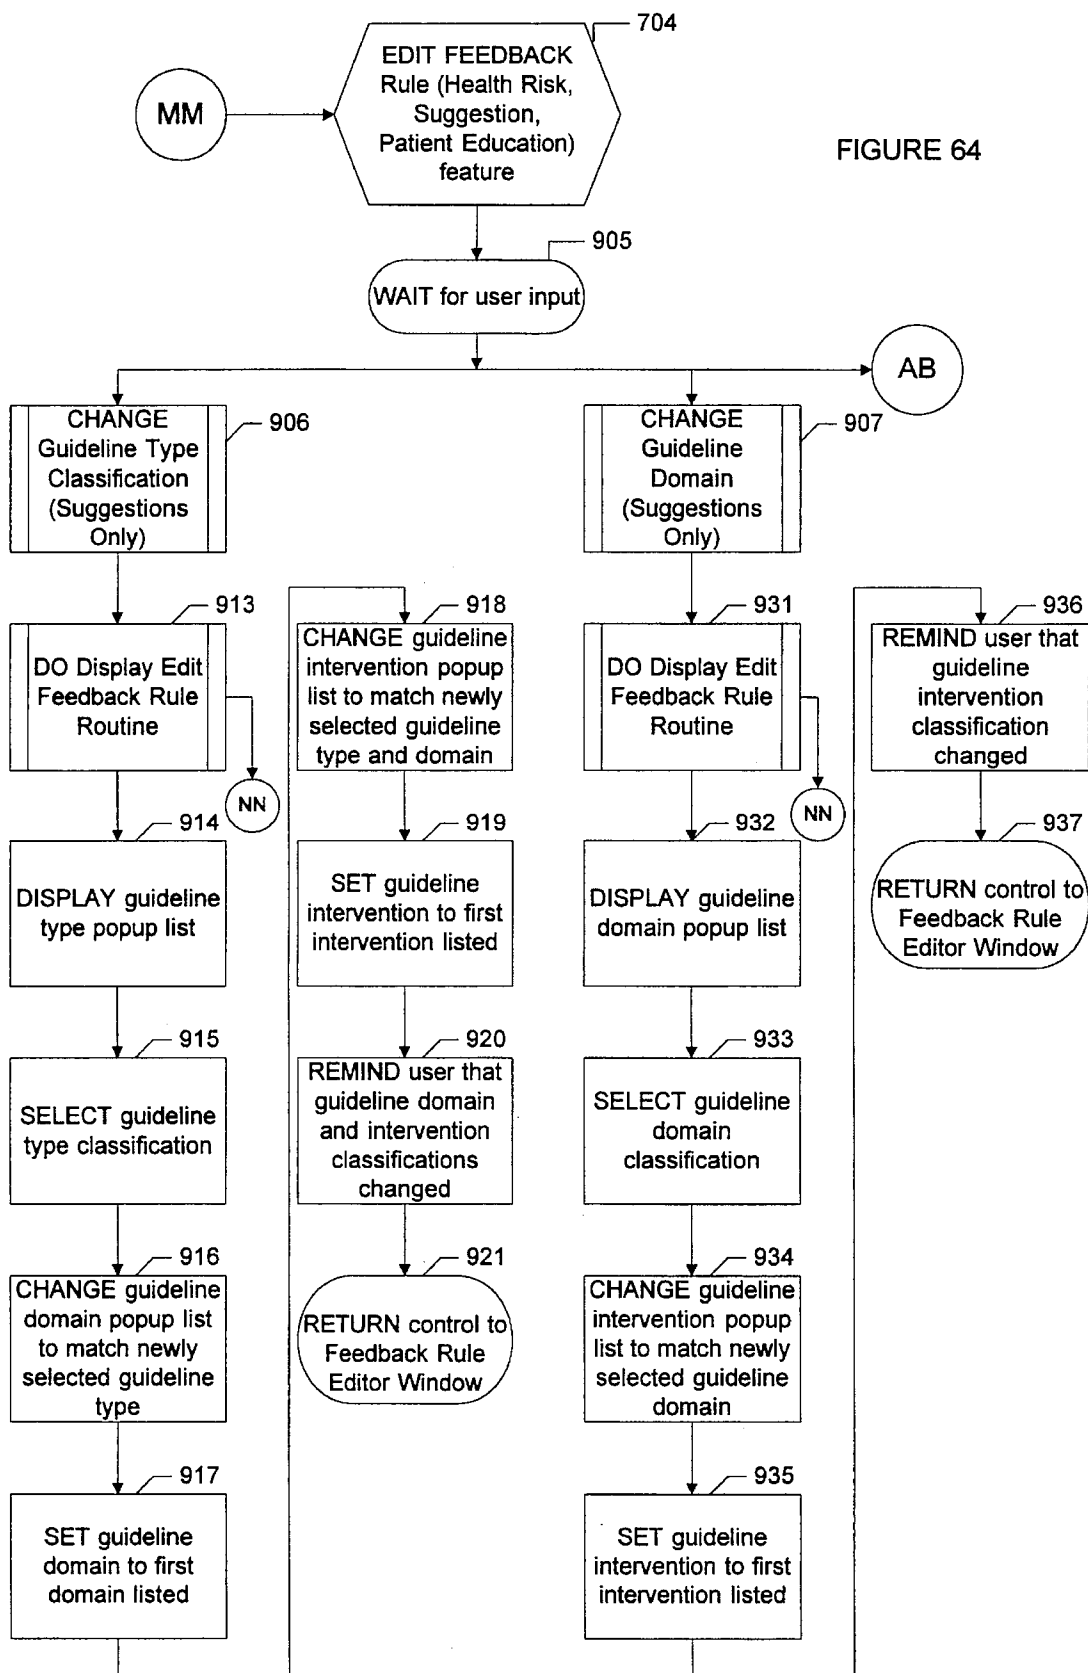 704
EDIT FEEDBACK
Rule (Health Risk,
Suggestion,
Patient Education)
feature
MM
FIGURE 64
905
WAIT for user input
AB
906
CHANGE
Guideline Type
Classification
(Suggestions
Only)
907
CHANGE
Guideline
Domain
(Suggestions
Only)
913
DO Display Edit
Feedback Rule
Routine
NN
914
DISPLAY guideline
type popup list
915
SELECT guideline
type classification
916
CHANGE guideline
domain popup list
to match newly
selected guideline
type
917
SET guideline
domain to first
domain listed
918
CHANGE guideline
intervention popup
list to match newly
selected guideline
type and domain
919
SET guideline
intervention to first
intervention listed
920
REMIND user that
guideline domain
and intervention
classifications
changed
921
RETURN control to
Feedback Rule
Editor Window
931
DO Display Edit
Feedback Rule
Routine
NN
932
DISPLAY guideline
domain popup list
933
SELECT guideline
domain
classification
934
CHANGE guideline
intervention popup
list to match newly
selected guideline
domain
935
SET guideline
intervention to first
intervention listed
936
REMIND user that
guideline
intervention
classification
changed
937
RETURN control to
Feedback Rule
Editor Window